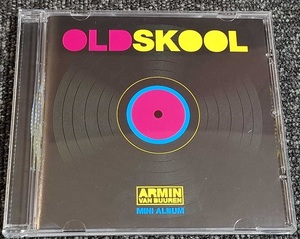 OLDSKOOL
ARMIN
VAN BUUREN
MINI ALBUM